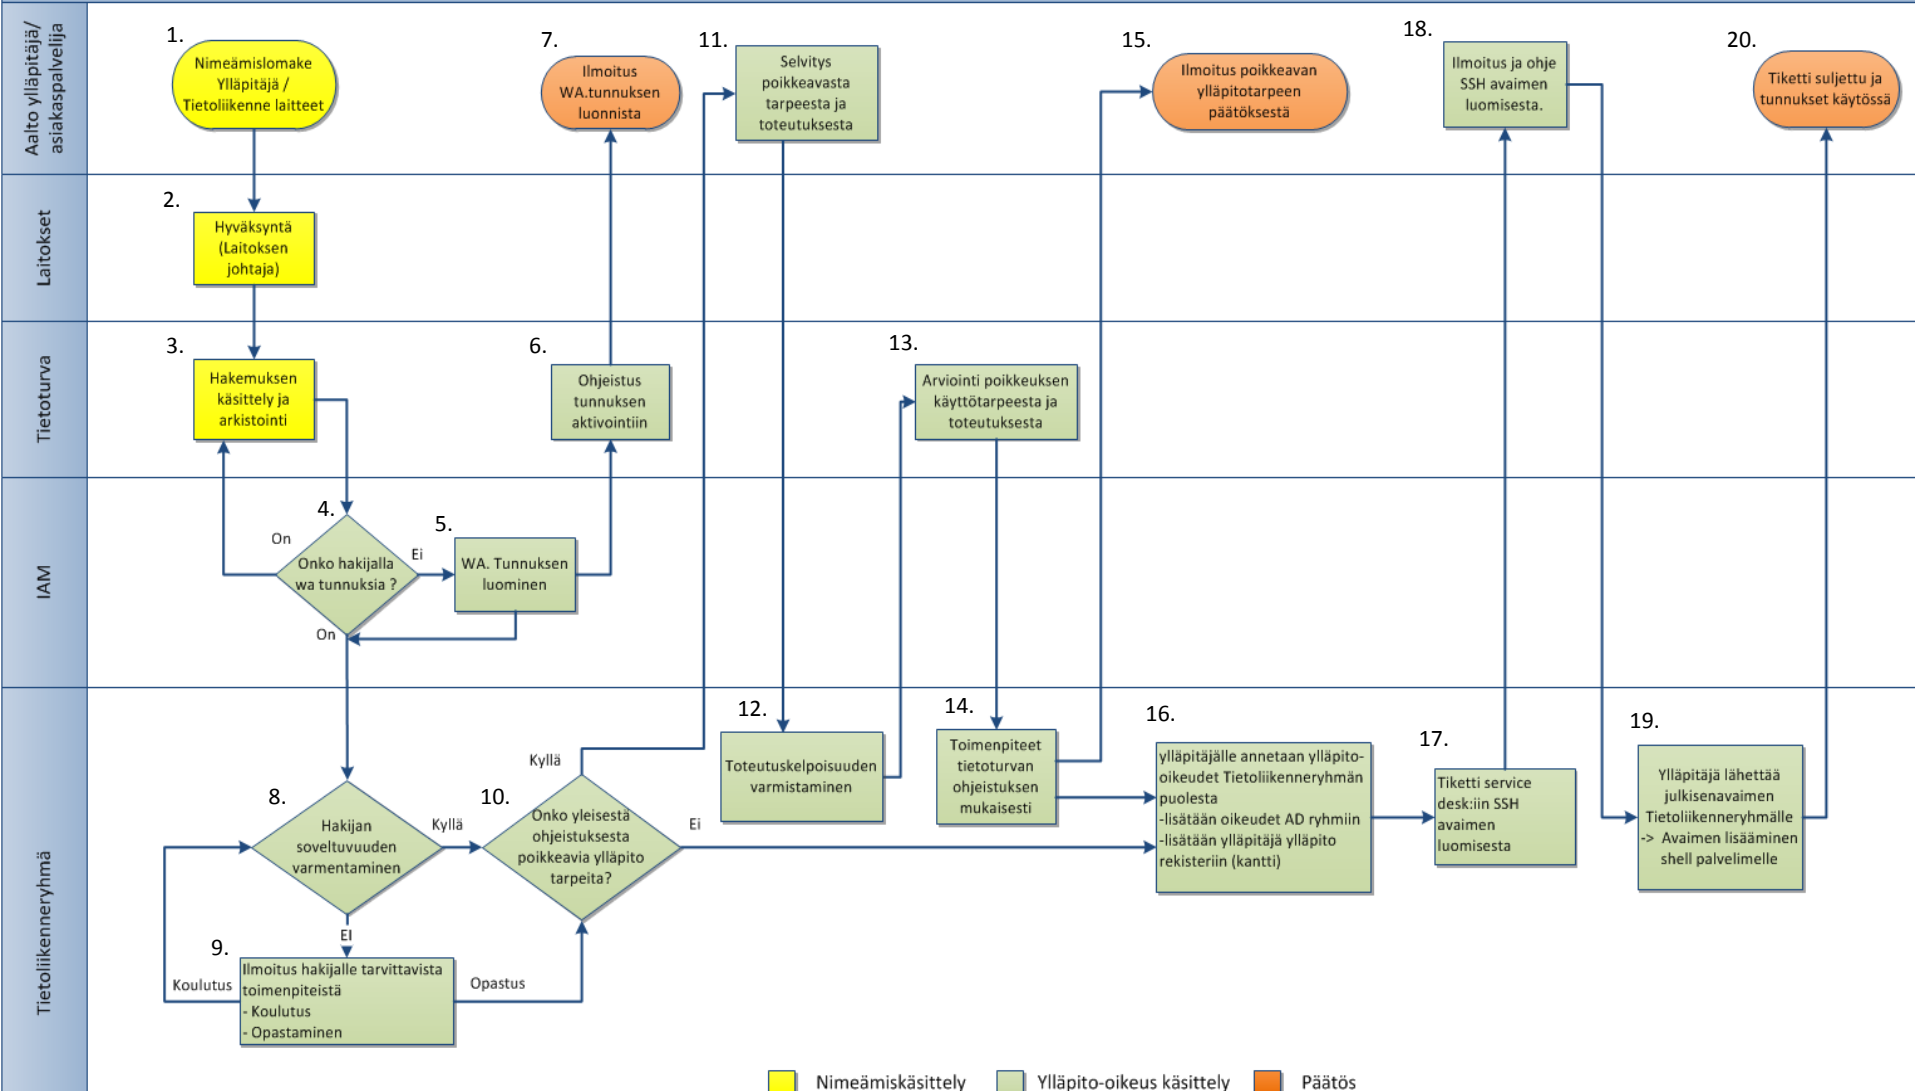 Aalto ylläpitäjä/
asiakaspalvelija
1.
Nimeämislomake
Ylläpitäjä /
Tietoliikenne laitteet
7.
Ilmoitus
WA.tunnuksen
luonnista
11.
Selvitys
poikkeavasta
tarpeesta ja
toteutuksesta
15.
Ilmoitus poikkeavan
ylläpitotarpeen
päätöksestä
18.
Ilmoitus ja ohje
SSH avaimen
luomisesta.
20.
Tiketti suljettu ja
tunnukset käytössä
Laitokset
2.
Hyväksyntä
(Laitoksen
johtaja)
Tietoturva
3.
Hakemuksen
käsittely ja
arkistointi
6.
Ohjeistus
tunnuksen
aktivointiin
13.
Arviointi poikkeuksen
käyttötarpeesta ja
toteutuksesta
IAM
4.
On
Onko hakijalla
wa tunnuksia ?
Ei
On
5.
WA. Tunnuksen
luominen
Tietoliikenneryhmä
8.
Hakijan
soveltuvuuden
varmentaminen
Kyllä
EI
9.
Ilmoitus hakijalle tarvittavista
toimenpiteistä
- Koulutus
- Opastaminen
Koulutus
Opastus
10.
Kyllä
Onko yleisestä
ohjeistuksesta
poikkeavia ylläpito
tarpeita?
Ei
12.
Toteutuskelpoisuuden
varmistaminen
14.
Toimenpiteet
tietoturvan
ohjeistuksen
mukaisesti
16.
ylläpitäjälle annetaan ylläpito-
oikeudet Tietoliikenneryhmän
puolesta
-lisätään oikeudet AD ryhmiin
-lisätään ylläpitäjä ylläpito
rekisteriin (kantti)
17.
Tiketti service
desk:iin SSH
avaimen
luomisesta
19.
Ylläpitäjä lähettää
julkisenavaimen
Tietoliikenneryhmälle
-> Avaimen lisääminen
shell palvelimelle
Nimeämiskäsittely
Ylläpito-oikeus käsittely
Päätös